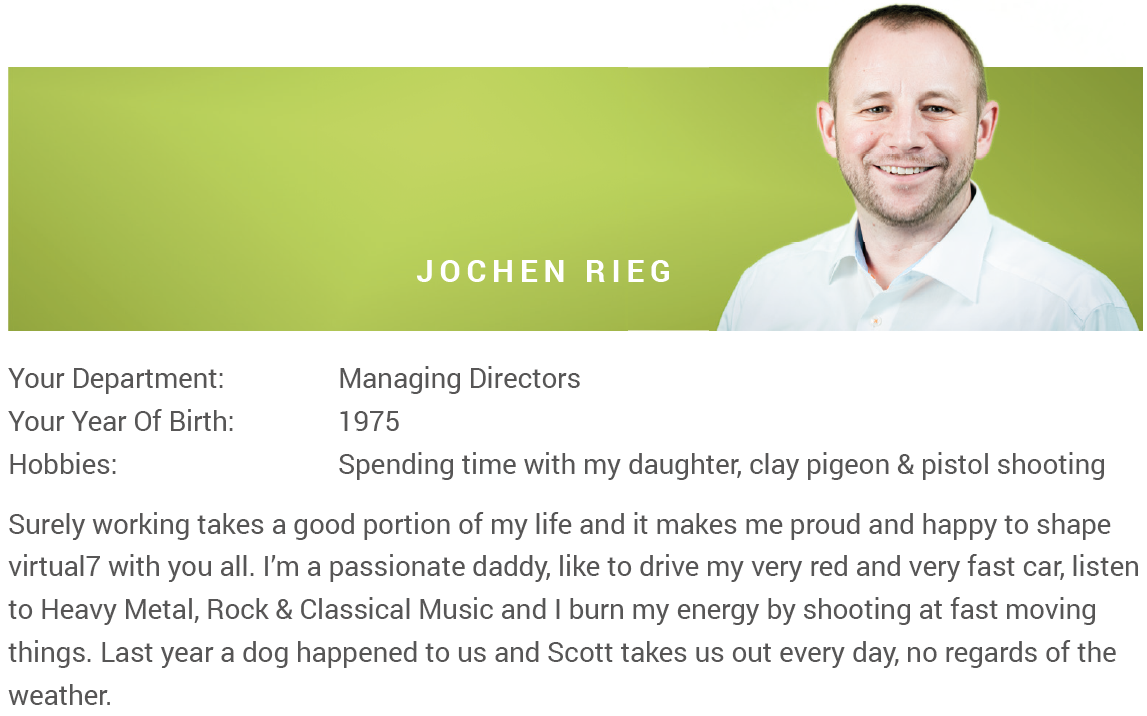 JOCHEN RIEG
Your Department: Managing Directors
Your Year Of Birth: 1975
Hobbies: Spending time with my daughter, clay pigeon & pistol shooting
Surely working takes a good portion of my life and it makes me proud and happy to shape
virtual7 with you all. I’m a passionate daddy, like to drive my very red and very fast car, listen
to Heavy Metal, Rock & Classical Music and I burn my energy by shooting at fast moving
things. Last year a dog happened to us and Scott takes us out every day, no regards of the
weather.